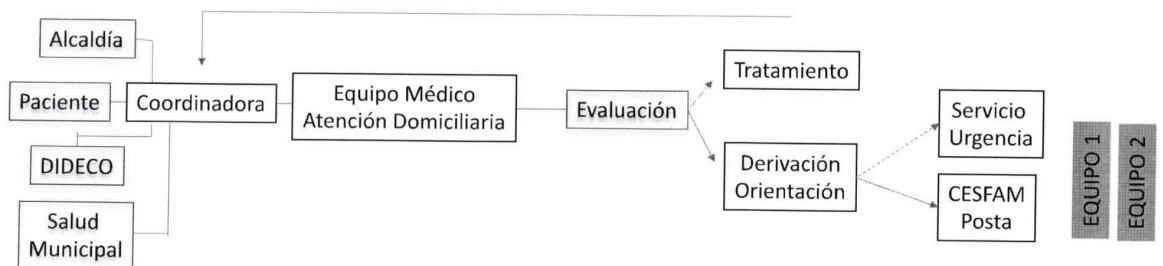 Alcaldía
Paciente
Coordinadora
DIDECO
Salud
Municipal
Equipo Médico
Atención Domiciliaria
Evaluación
Tratamiento
Derivación
Orientación
Servicio
Urgencia
CESFAM
Posta
EQUIPO 1
EQUIPO 2